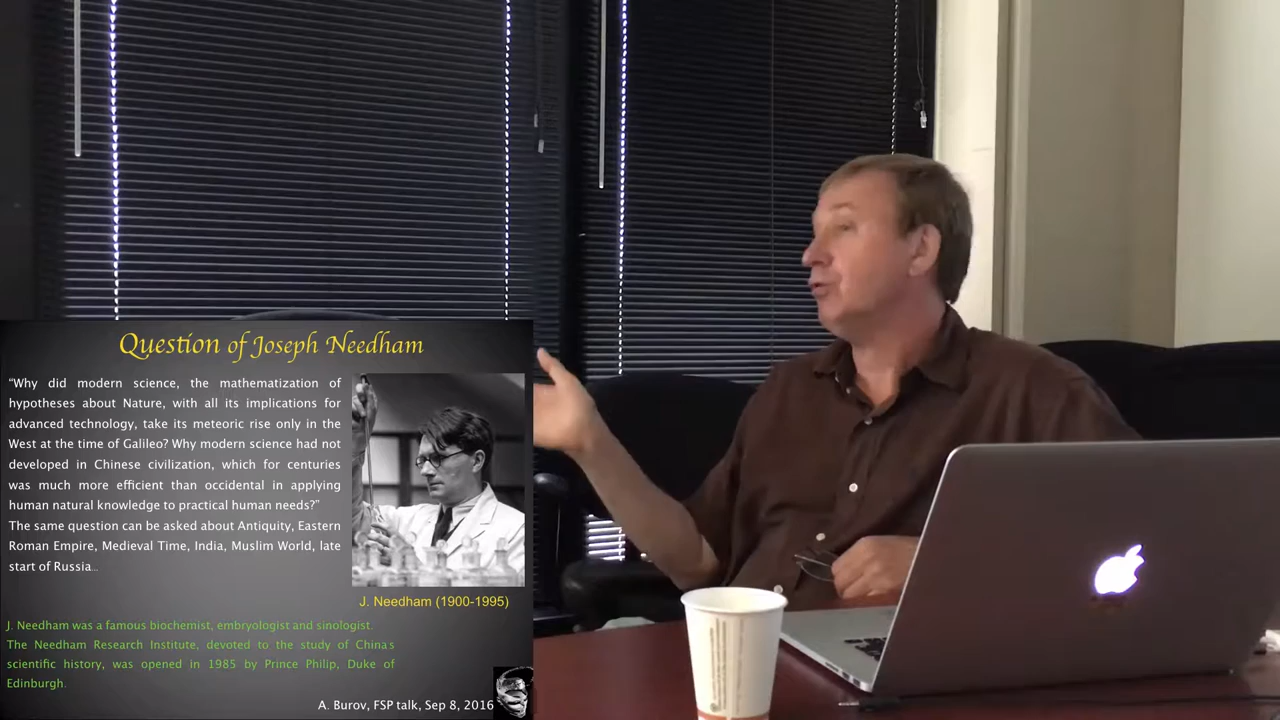 Question of Joseph Needham
“Why did modern science, the mathematization of
hypotheses about Nature, with all its implications for
advanced technology, take its meteoric rise only in the
West at the time of Galileo? Why modern science had not
developed in Chinese civilization, which for centuries
was much more efficient than occidental in applying
human natural knowledge to practical human needs?”
The same question can be asked about Antiquity, Eastern
Roman Empire, Medieval Time, India, Muslim World, late
start of Russia...
J. Needham (1900-1995)
J. Needham was a famous biochemist, embryologist and sinologist.
The Needham Research Institute, devoted to the study of China's
scientific history, was opened in 1985 by Prince Philip, Duke of
Edinburgh.
A. Burov, FSP talk, Sep 8, 2016